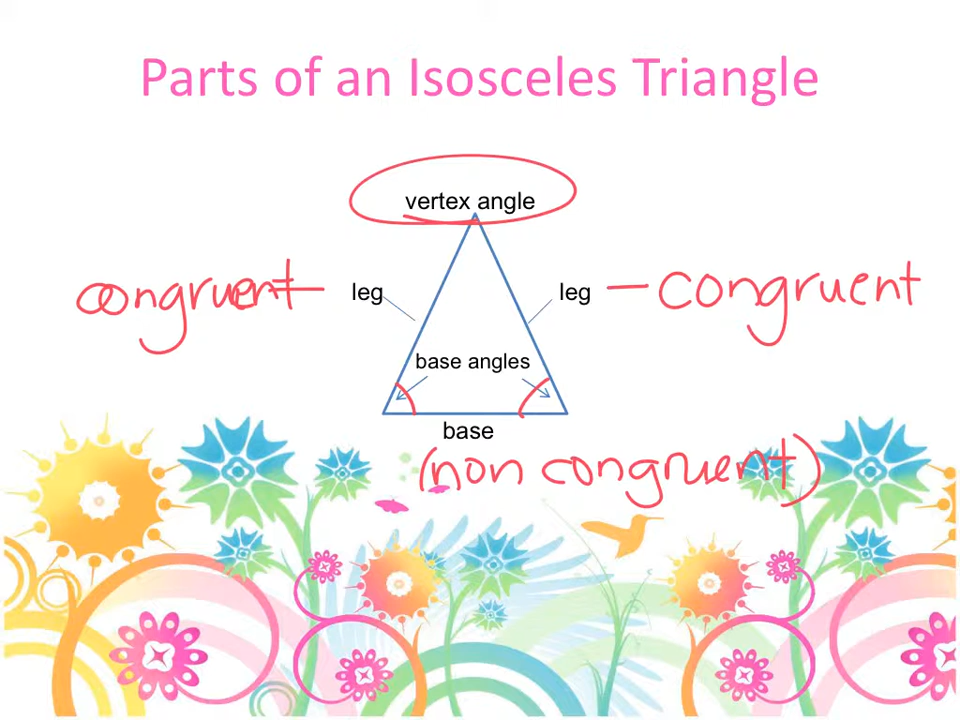 Parts of an Isosceles Triangle
vertex angle
congruent — leg leg — congruent
base angles
base
(non congruent)